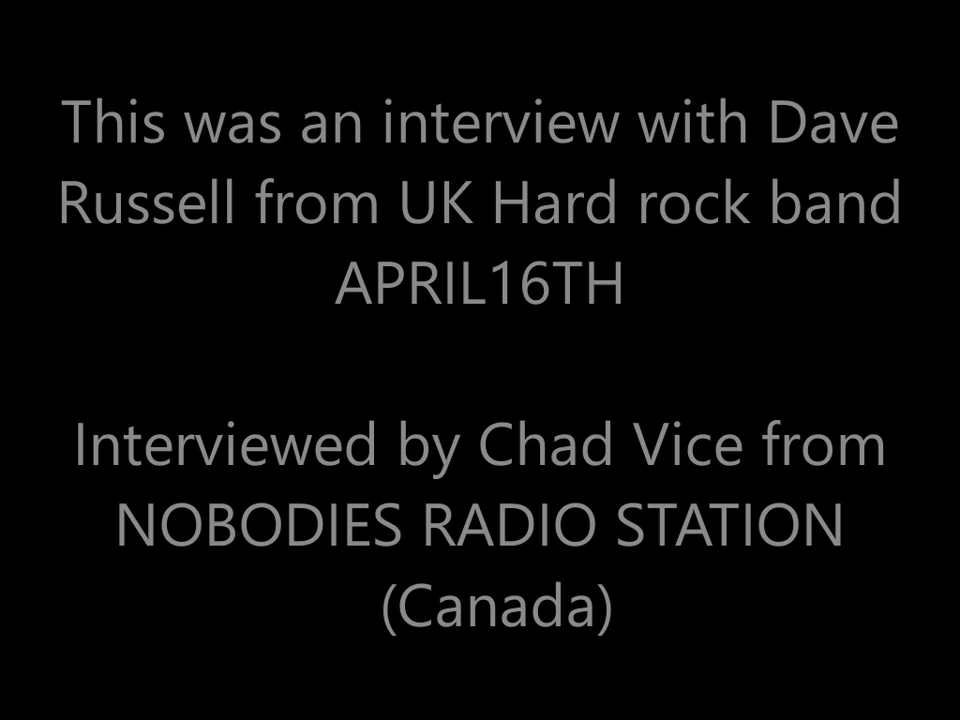 This was an interview with Dave
Russell from UK Hard rock band
APRIL16TH
Interviewed by Chad Vice from
NOBODIES RADIO STATION
(Canada)